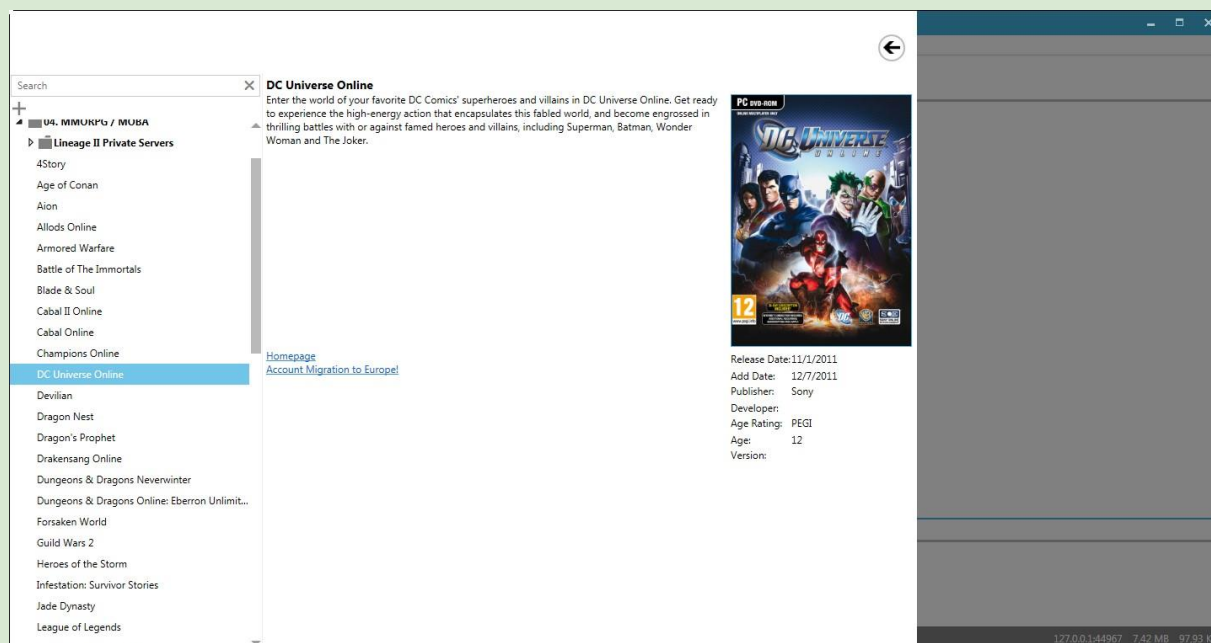 Search
04. MMORPG / MOBA
Lineage II Private Servers
4Story
Age of Conan
Aion
Allods Online
Armored Warfare
Battle of The Immortals
Blade & Soul
Cabal II Online
Cabal Online
Champions Online
DC Universe Online
Devilian
Dragon Nest
Dragon's Prophet
Drakensang Online
Dungeons & Dragons Neverwinter
Dungeons & Dragons Online: Eberron Unlimit...
Forsaken World
Guild Wars 2
Heroes of the Storm
Infestation: Survivor Stories
Jade Dynasty
League of Legends
DC Universe Online
Enter the world of your favorite DC Comics' superheroes and villains in DC Universe Online. Get ready
to experience the high-energy action that encapsulates this fabled world, and become engrossed in
thrilling battles with or against famed heroes and villains, including Superman, Batman, Wonder
Woman and The Joker.
Homepage
Account Migration to Europe!
PC DVD-ROM
ONLINE MULTIPLAYER ONLY
DC UNIVERSE
ONLINE
12
www.pegi.info
DC
SOE
Release Date:11/1/2011
Add Date: 12/7/2011
Publisher: Sony
Developer:
Age Rating: PEGI
Age: 12
Version:
127.0.0.1:44967 7.42 MB 97.93 K